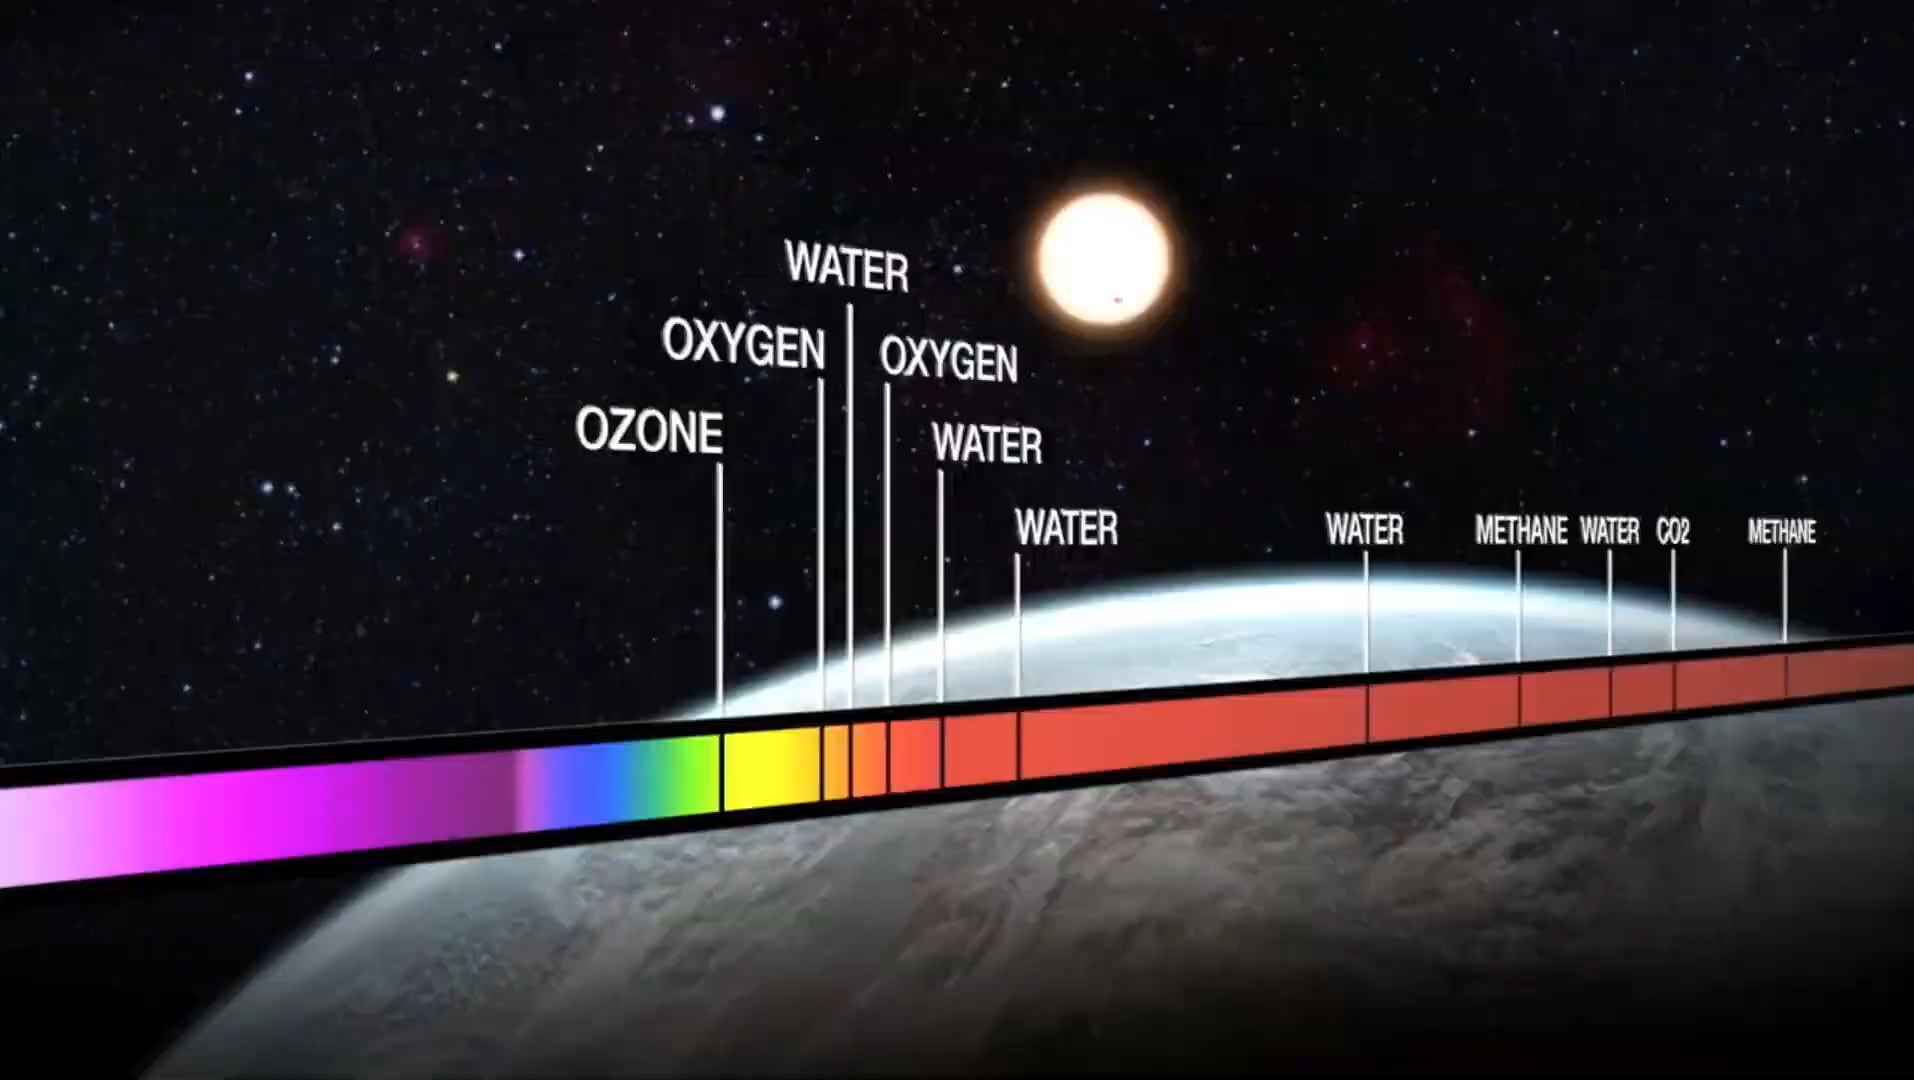 WATER
OXYGEN
OXYGEN
OZONE
WATER
WATER
WATER
METHANE
WATER
CO2
METHANE